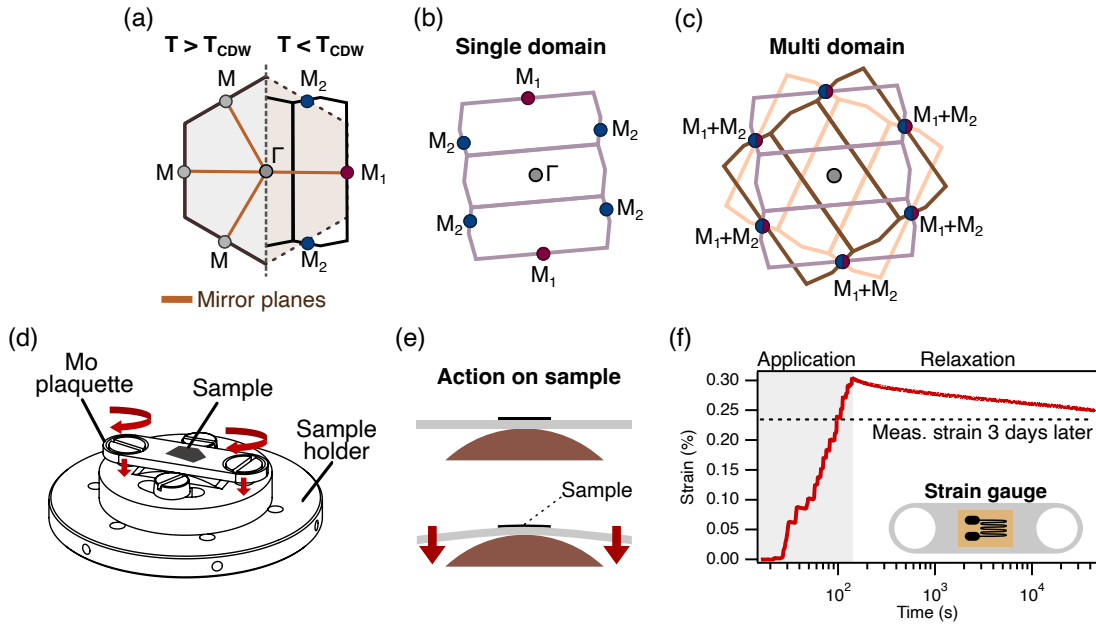 (a)
T > T_CDW T < T_CDW
M
M₂
Γ
M
M₁
M
M₂
Mirror planes
(b)
Single domain
M₁
M₂
M₂
Γ
M₂
M₂
M₁
(c)
Multi domain
M₁+M₂
M₁+M₂
M₁+M₂
M₁+M₂
M₁+M₂
(d)
Mo
plaquette
Sample
Sample
holder
(e)
Action on sample
Sample
(f)
Application
Relaxation
0.30
0.25
0.20
0.15
0.10
0.05
0.00
Strain (%)
Meas. strain 3 days later
Strain gauge
10² 10³ 10⁴
Time (s)